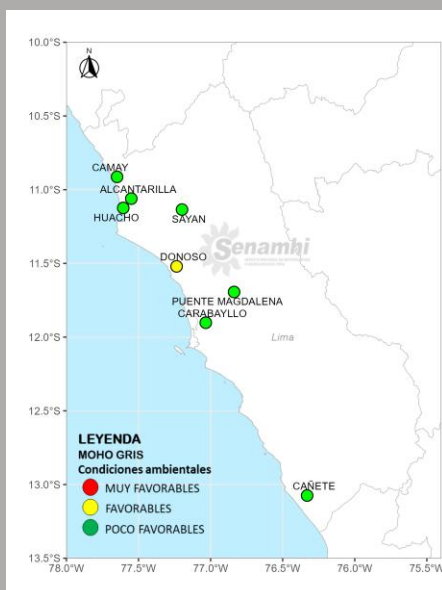 10.0°S
10.5°S
11.0°S
11.5°S
12.0°S
12.5°S
13.0°S
13.5°S
N
CAMAY
ALCANTARILLA
HUACHO
SAYAN
Senamhi
DONOSO
PUENTE MAGDALENA
CARABAYLLO
Lima
CAÑETE
LEYENDA
MOHO GRIS
Condiciones ambientales
MUY FAVORABLES
FAVORABLES
POCO FAVORABLES
78.0°W 77.5°W 77.0°W 76.5°W 76.0°W 75.5°W